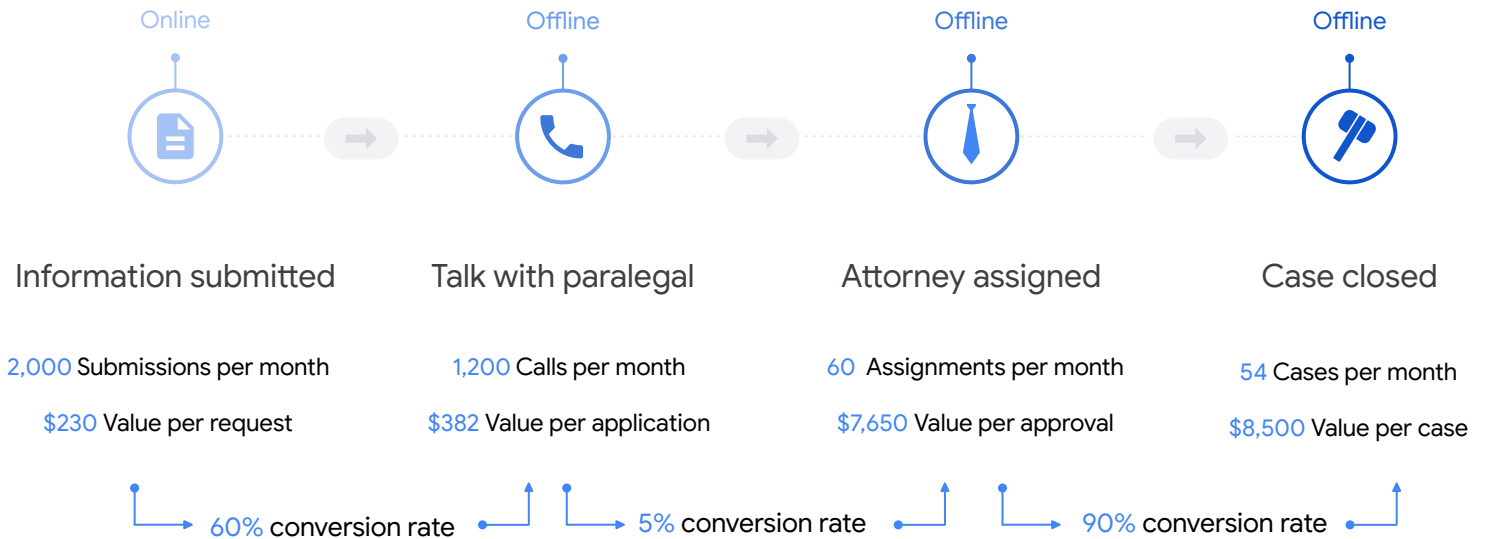 Online
Offline
Offline
Offline
Information submitted
Talk with paralegal
Attorney assigned
Case closed
2,000 Submissions per month
1,200 Calls per month
60 Assignments per month
54 Cases per month
$230 Value per request
$382 Value per application
$7,650 Value per approval
$8,500 Value per case
60% conversion rate
5% conversion rate
90% conversion rate